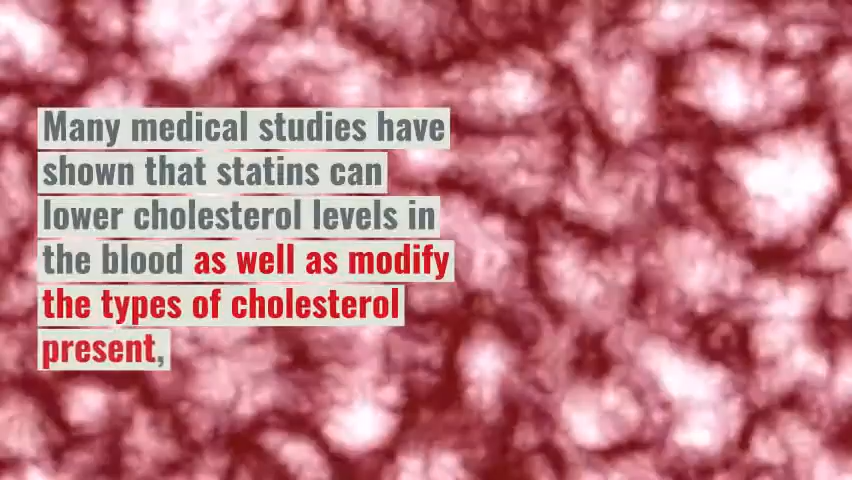 Many medical studies have
shown that statins can
lower cholesterol levels in
the blood as well as modify
the types of cholesterol
present,